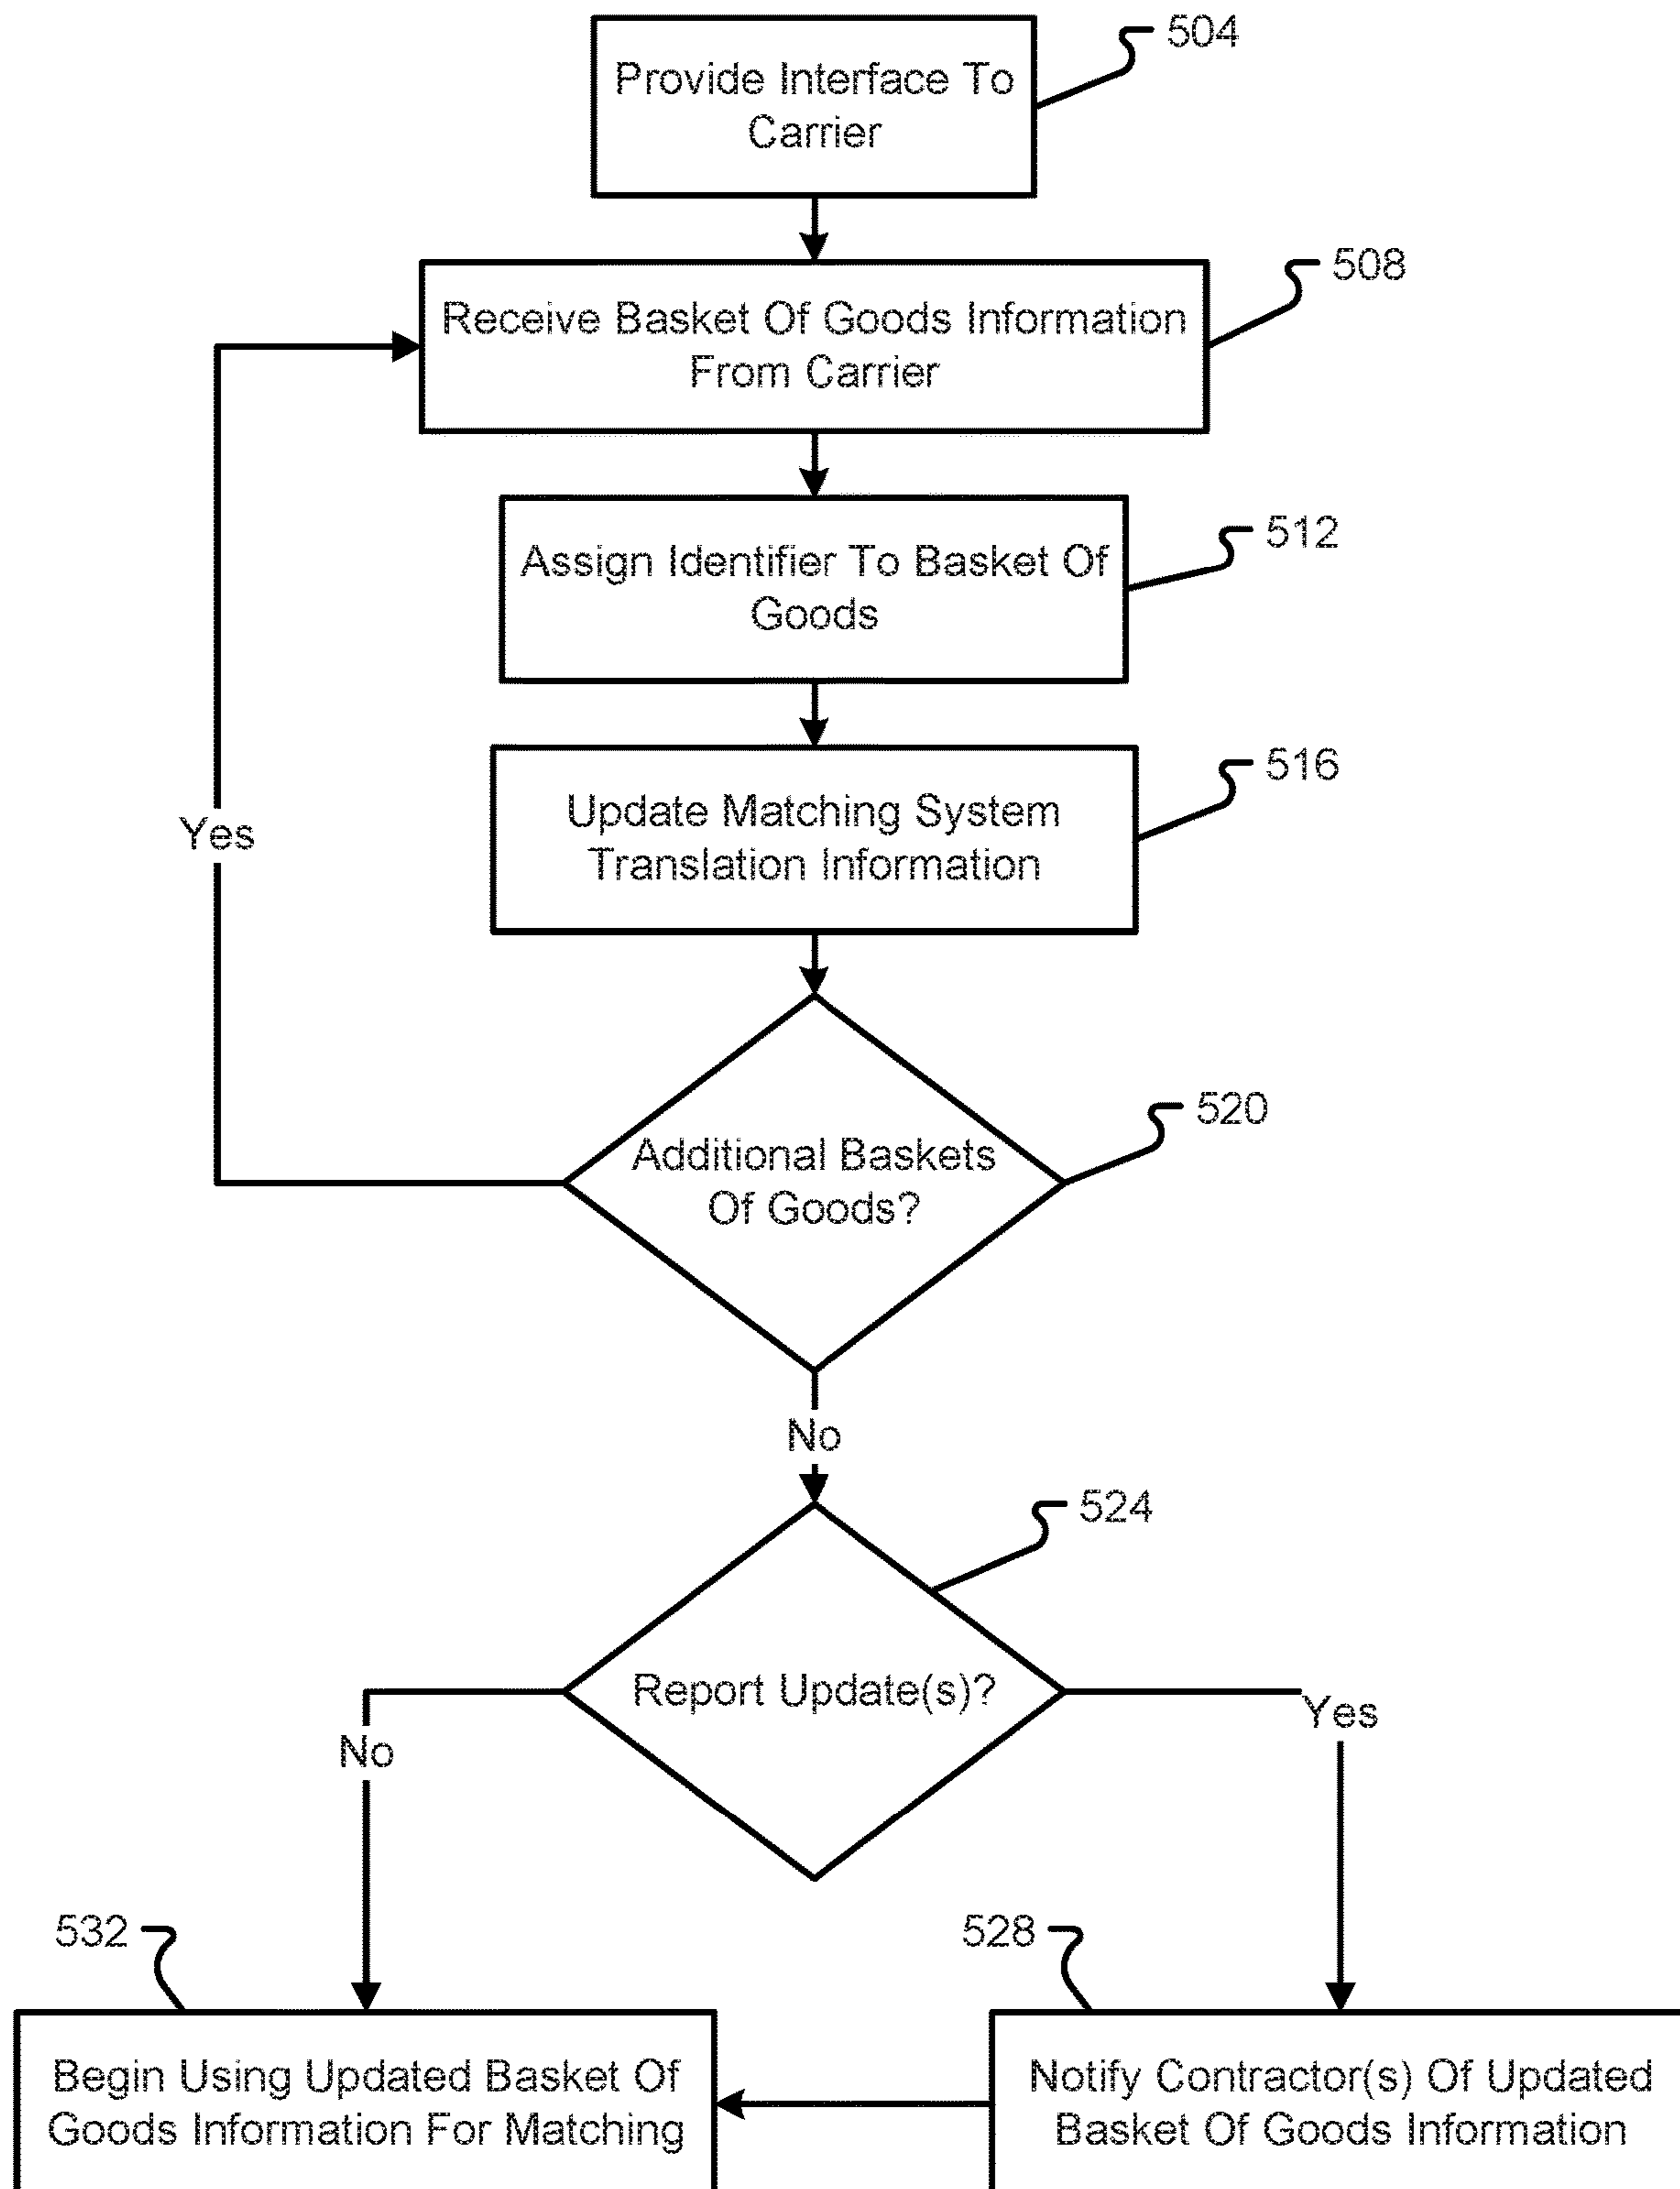 504
Provide Interface To
Carrier
508
Receive Basket Of Goods Information
From Carrier
512
Assign Identifier To Basket Of
Goods
516
Update Matching System
Translation Information
Yes
520
Additional Baskets
Of Goods?
No
524
Report Update(s)?
No
Yes
532
528
Begin Using Updated Basket Of
Goods Information For Matching
Notify Contractor(s) Of Updated
Basket Of Goods Information